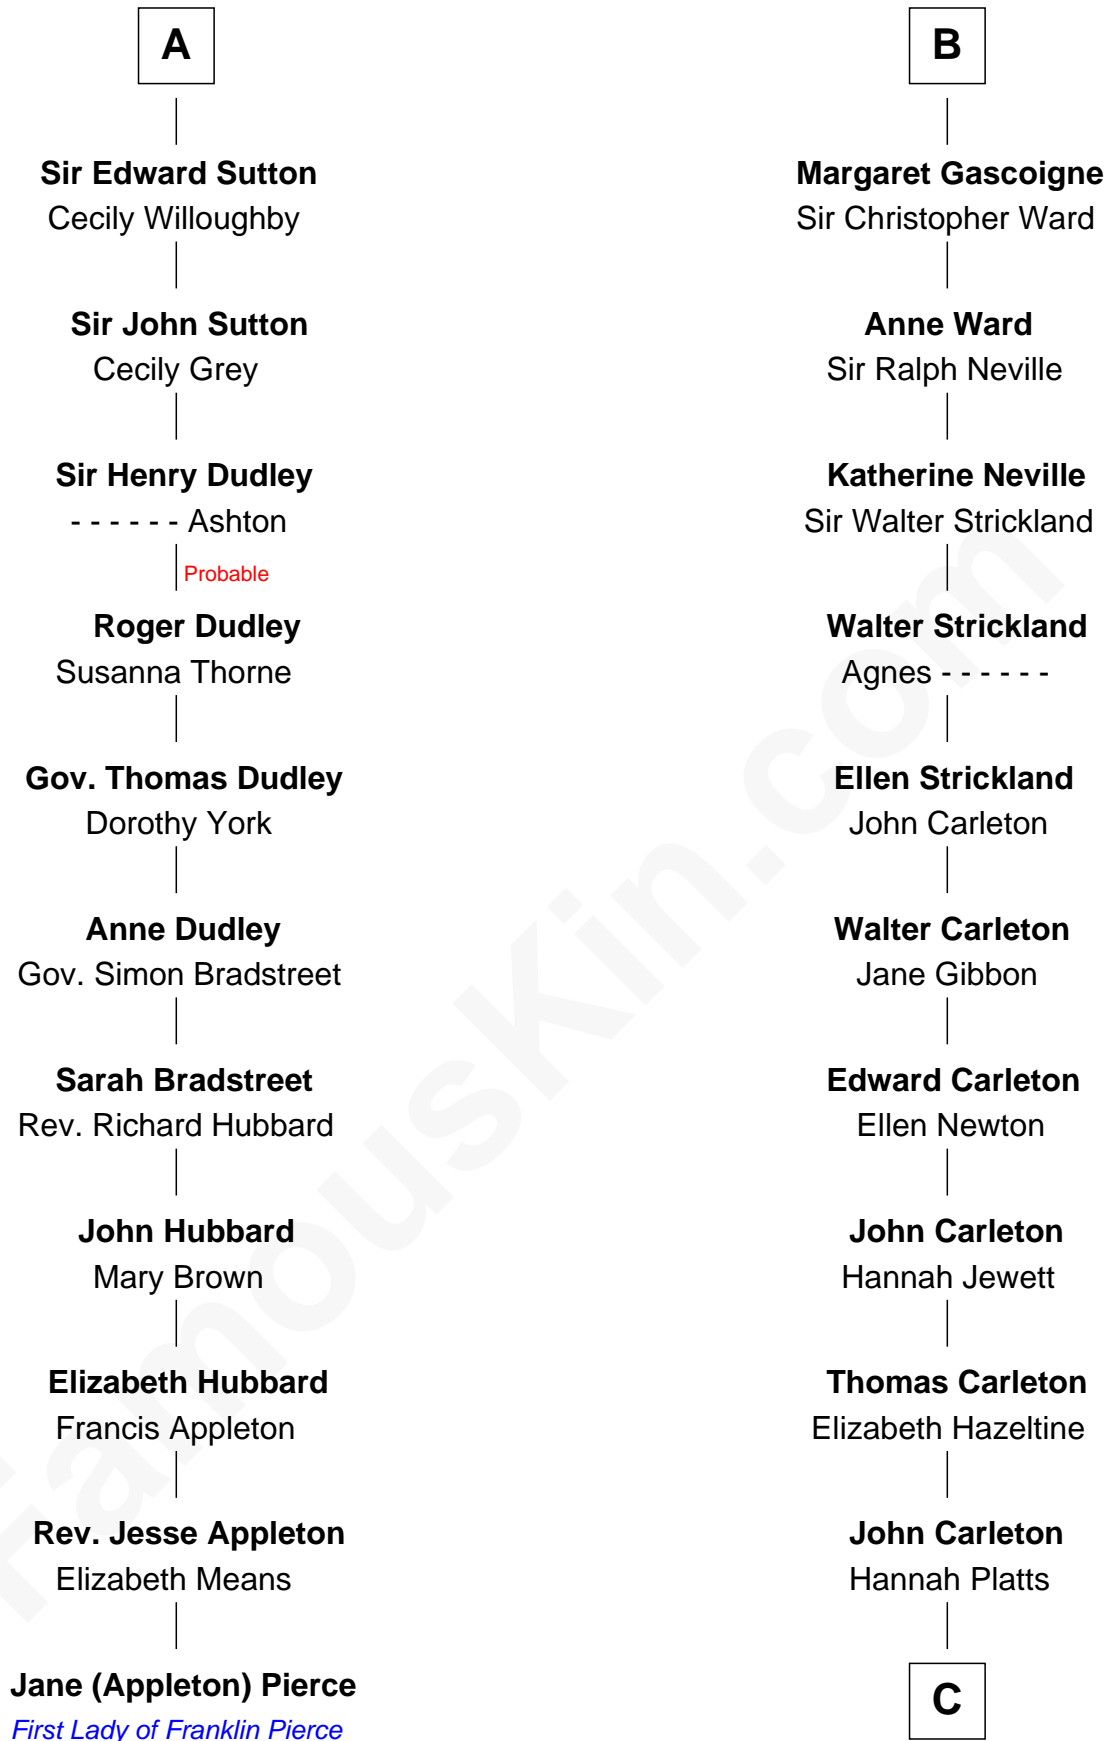 A
Sir Edward Sutton
Cecily Willoughby
Sir John Sutton
Cecily Grey
Sir Henry Dudley
- - - - - - Ashton
Probable
Roger Dudley
Susanna Thorne
Gov. Thomas Dudley
Dorothy York
Anne Dudley
Gov. Simon Bradstreet
Sarah Bradstreet
Rev. Richard Hubbard
John Hubbard
Mary Brown
Elizabeth Hubbard
Francis Appleton
Rev. Jesse Appleton
Elizabeth Means
Jane (Appleton) Pierce
First Lady of Franklin Pierce
B
Margaret Gascoigne
Sir Christopher Ward
Anne Ward
Sir Ralph Neville
Katherine Neville
Sir Walter Strickland
Walter Strickland
Agnes - - - - - -
Ellen Strickland
John Carleton
Walter Carleton
Jane Gibbon
Edward Carleton
Ellen Newton
John Carleton
Hannah Jewett
Thomas Carleton
Elizabeth Hazeltine
John Carleton
Hannah Platts
C
FamousKin.com